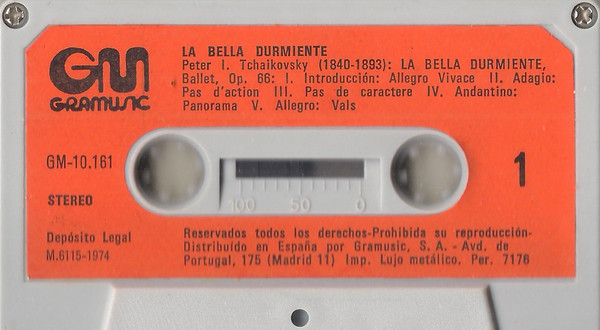 LA BELLA DURMIENTE
Peter I. Tchaikovsky (1840-1893): LA BELLA DURMIENTE,
Ballet, Op. 66: I. Introducción: Allegro Vivace II. Adagio:
Pas d'action III. Pas de caractere IV. Andantino:
Panorama V. Allegro: Vals
GM
GRAMUSIC
GM-10.161
1
STEREO
100 50 0
Depósito Legal
M.6115-1974
Reservados todos los derechos-Prohibida su reproducción-
Distribuído en España por Gramusic, S. A. - Avd. de
Portugal, 175 (Madrid 11) Imp. Lujo metálico. Per. 7176